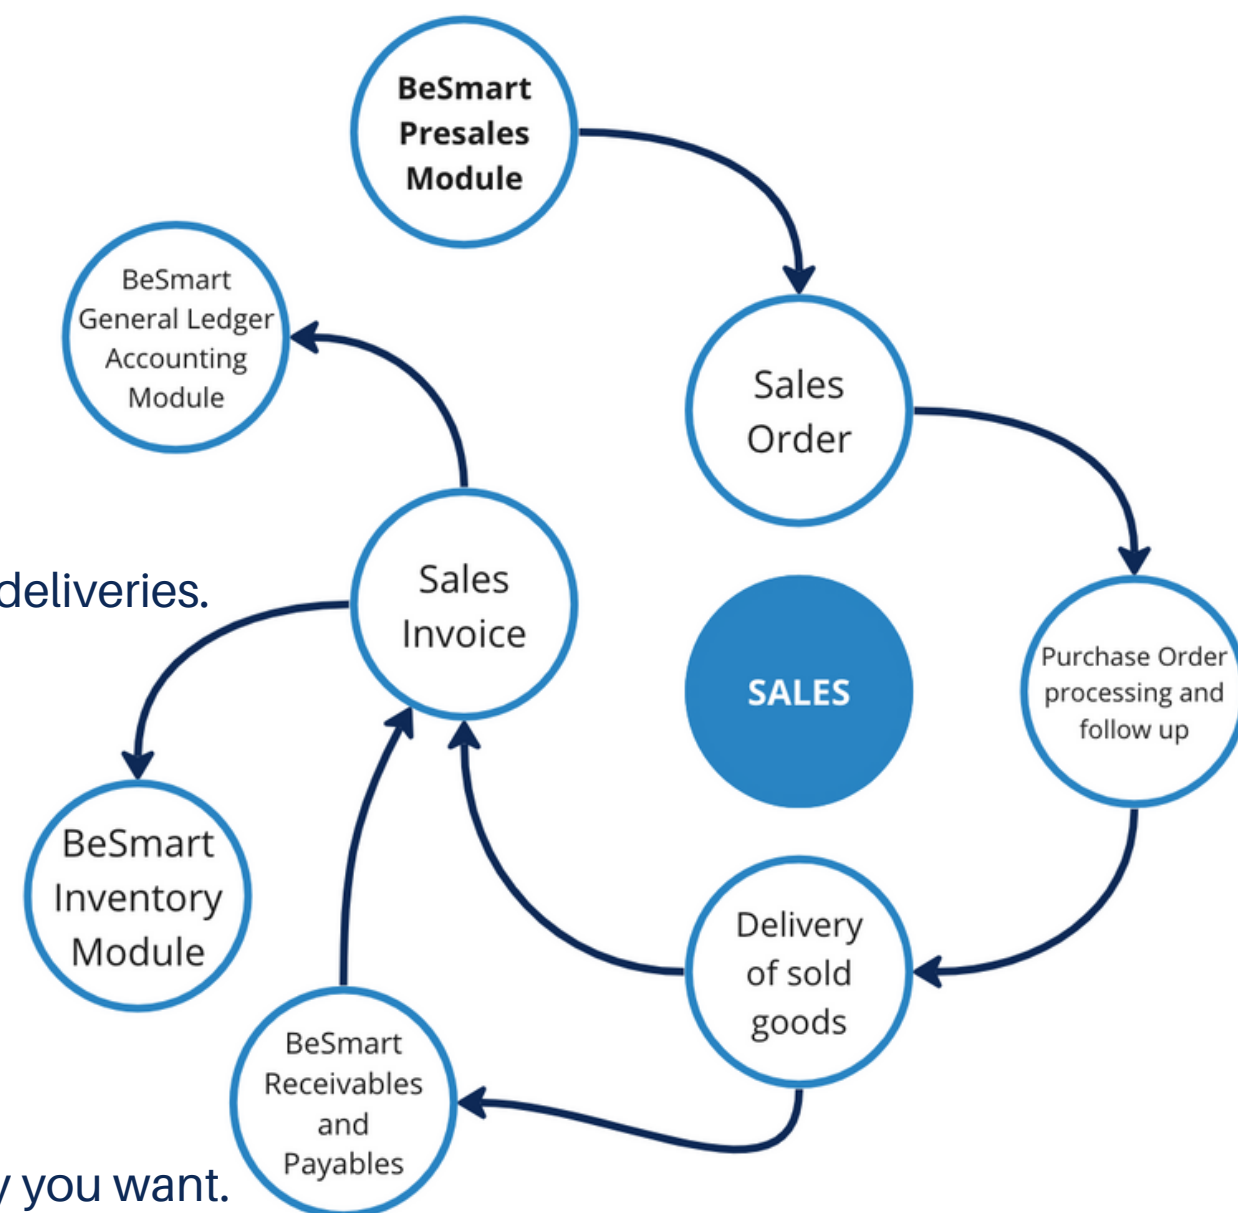 BeSmart
Presales
Module
BeSmart
General Ledger
Accounting
Module
Sales
Order
deliveries.
Sales
Invoice
SALES
Purchase Order
processing and
follow up
BeSmart
Inventory
Module
Delivery
of sold
goods
BeSmart
Receivables
and
Payables
you want.